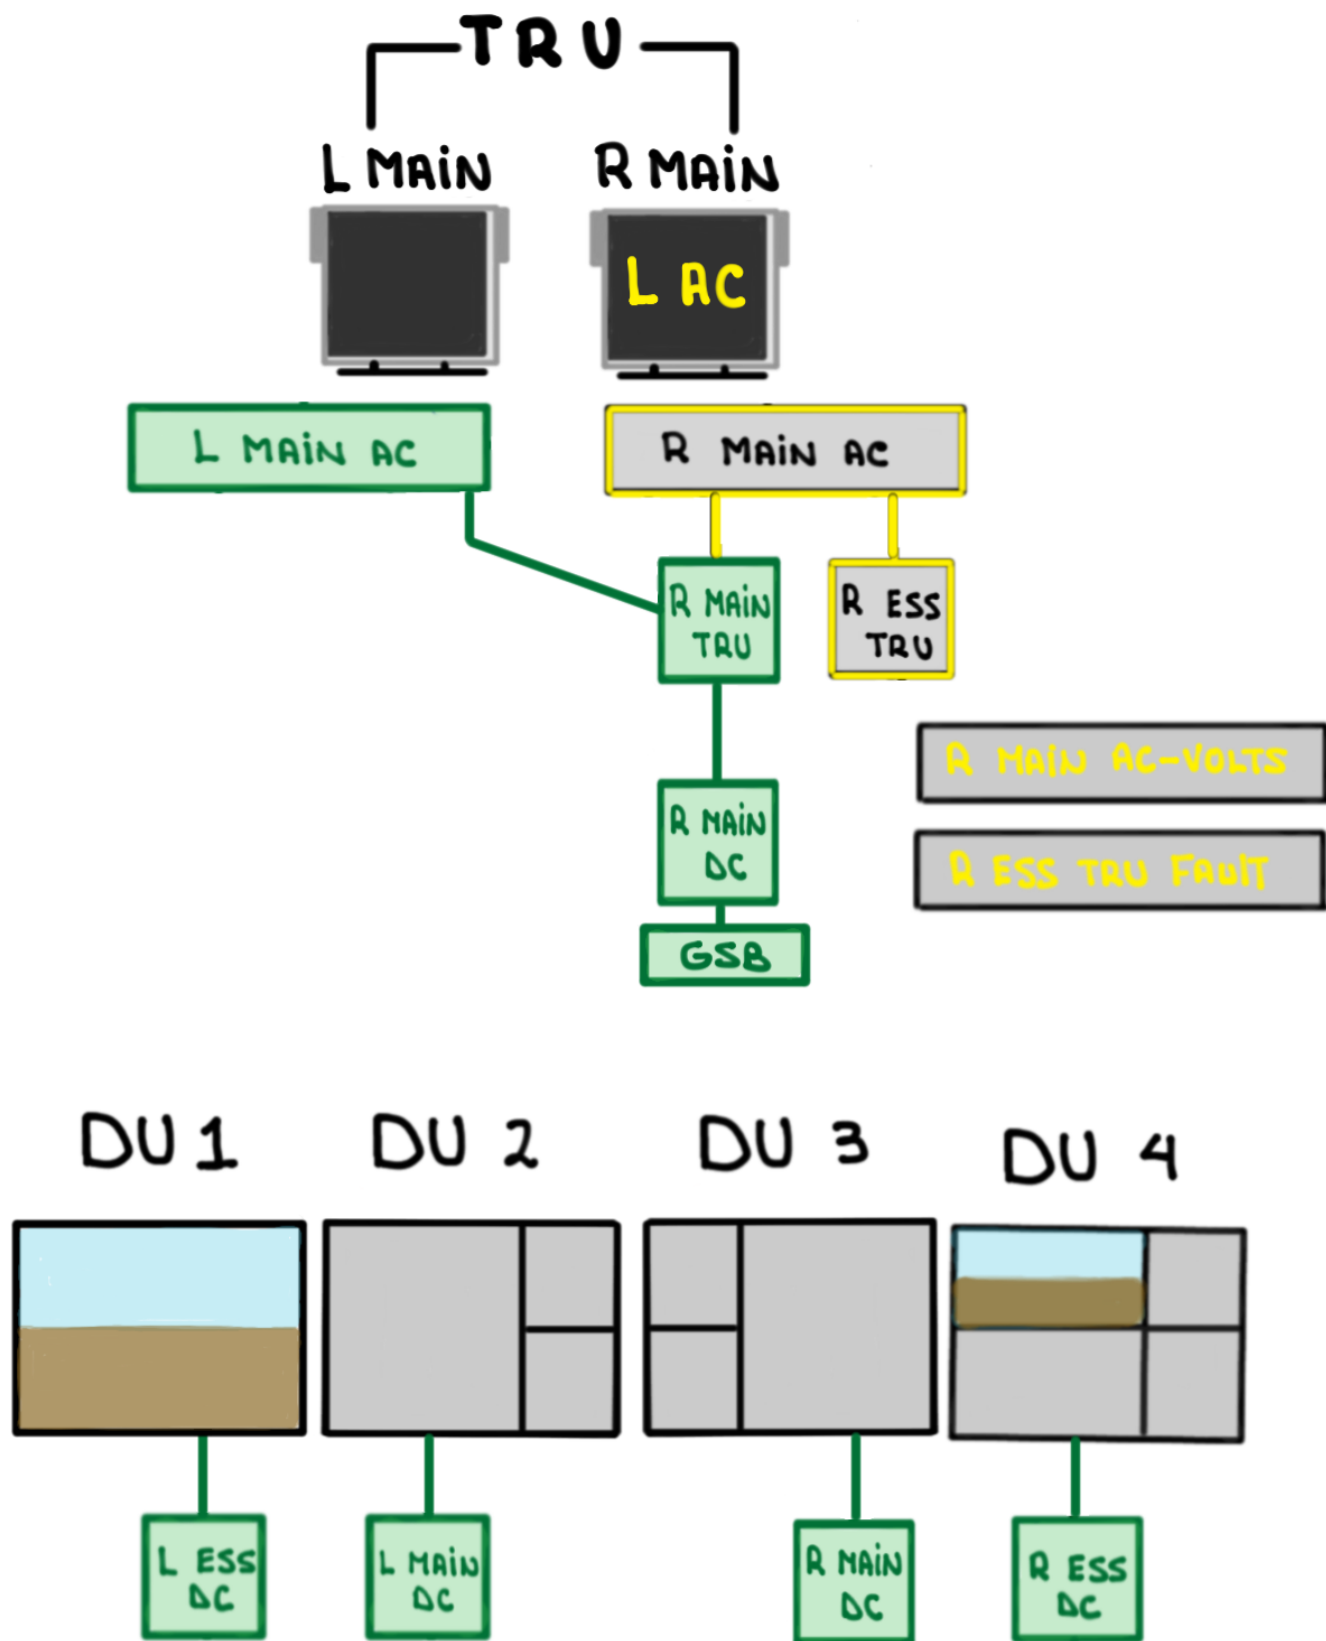 TRU
L MAiN
R MAiN
L AC
L MAiN AC
R MAiN AC
R MAiN
TRU
R ESS
TRU
R MAiN AC-VOLTS
R MAiN
DC
R ESS TRU FAUlT
GSB
DU 1
DU 2
DU 3
DU 4
L ESS
DC
L MAiN
DC
R MAiN
DC
R ESS
DC